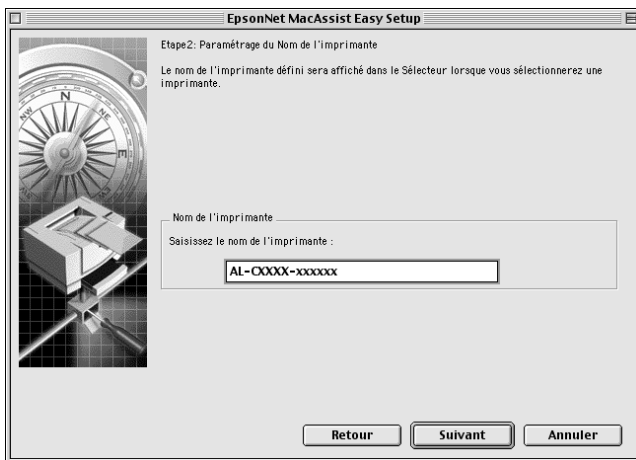 EpsonNet MacAssist Easy Setup
Etape2: Paramétrage du Nom de l'imprimante
Le nom de l'imprimante défini sera affiché dans le Sélecteur lorsque vous sélectionnerez une
imprimante.
Nom de l'imprimante
Saisissez le nom de l'imprimante :
AL-CXXXX-xxxxxx
Retour
Suivant
Annuler
N
NE
E
NW